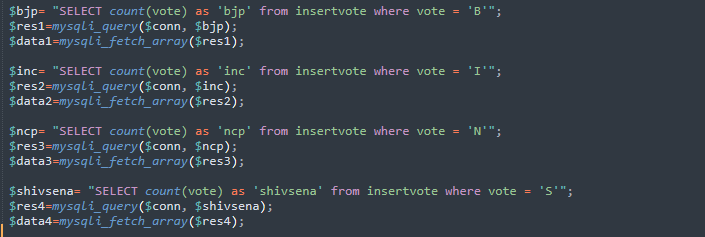 $bjp= "SELECT count(vote) as 'bjp' from insertvote where vote = 'B'";
$res1=mysqli_query($conn, $bjp);
$data1=mysqli_fetch_array($res1);
$inc= "SELECT count(vote) as 'inc' from insertvote where vote = 'I'";
$res2=mysqli_query($conn, $inc);
$data2=mysqli_fetch_array($res2);
$ncp= "SELECT count(vote) as 'ncp' from insertvote where vote = 'N'";
$res3=mysqli_query($conn, $ncp);
$data3=mysqli_fetch_array($res3);
$shivsena= "SELECT count(vote) as 'shivsena' from insertvote where vote = 'S'";
$res4=mysqli_query($conn, $shivsena);
$data4=mysqli_fetch_array($res4);